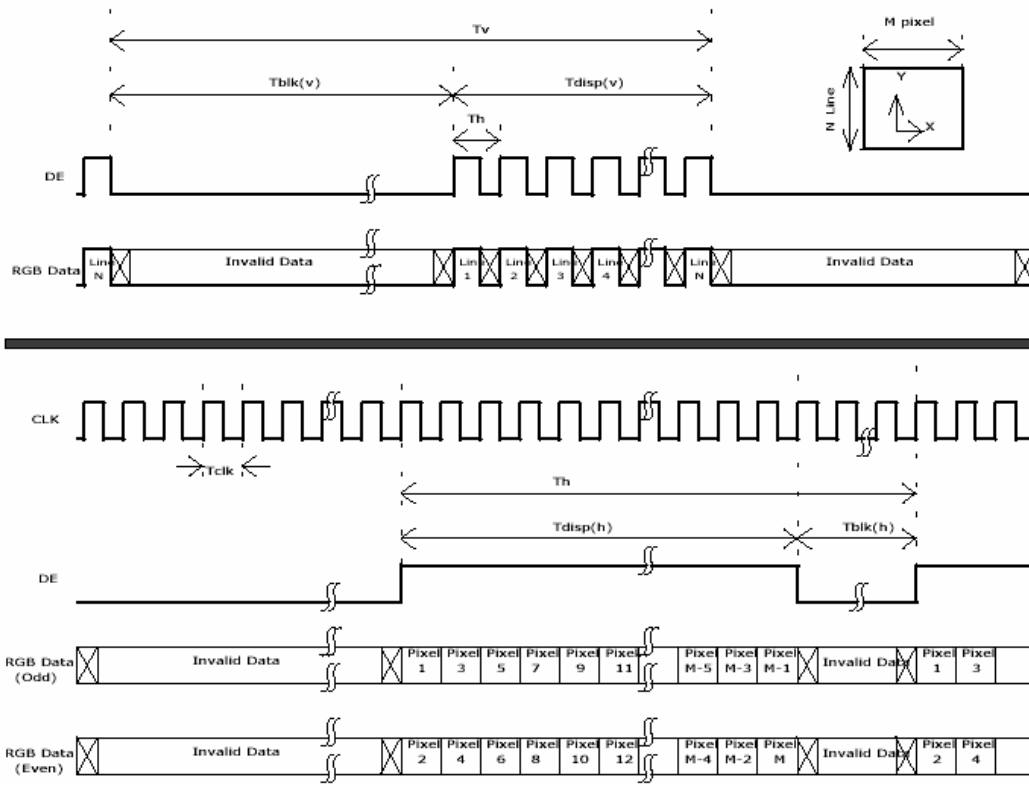 Tv
M pixel
Tblk(v)
Tdisp(v)
Y
N Line
Th
X
DE
RGB Data
Line N
Invalid Data
Line 1
Line 2
Line 3
Line 4
Line N
Invalid Data
CLK
Tclk
Th
Tdisp(h)
Tblk(h)
DE
RGB Data
(Odd)
Invalid Data
Pixel 1
Pixel 3
Pixel 5
Pixel 7
Pixel 9
Pixel 11
Pixel M-5
Pixel M-3
Pixel M-1
Invalid Data
Pixel 1
Pixel 3
RGB Data
(Even)
Invalid Data
Pixel 2
Pixel 4
Pixel 6
Pixel 8
Pixel 10
Pixel 12
Pixel M-4
Pixel M-2
Pixel M
Invalid Data
Pixel 2
Pixel 4